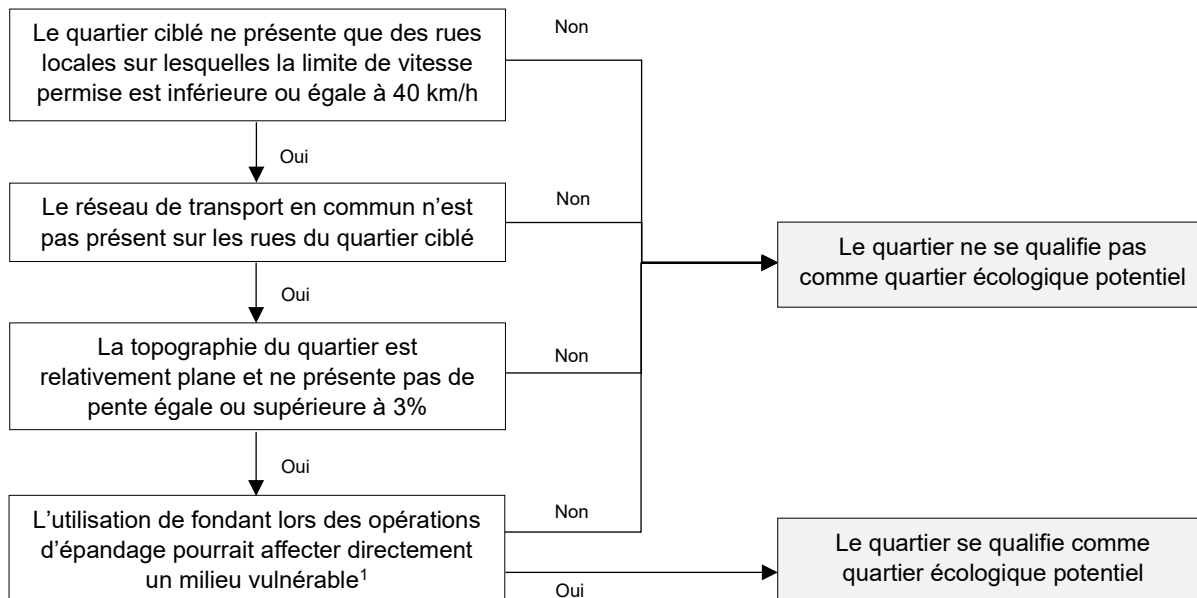 Le quartier ciblé ne présente que des rues
locales sur lesquelles la limite de vitesse
permise est inférieure ou égale à 40 km/h
Non
Oui
Le réseau de transport en commun n'est
pas présent sur les rues du quartier ciblé
Non
Le quartier ne se qualifie pas
comme quartier écologique potentiel
Oui
La topographie du quartier est
relativement plane et ne présente pas de
pente égale ou supérieure à 3%
Non
Oui
L'utilisation de fondant lors des opérations
d'épandage pourrait affecter directement
un milieu vulnérable¹
Non
Oui
Le quartier se qualifie comme
quartier écologique potentiel